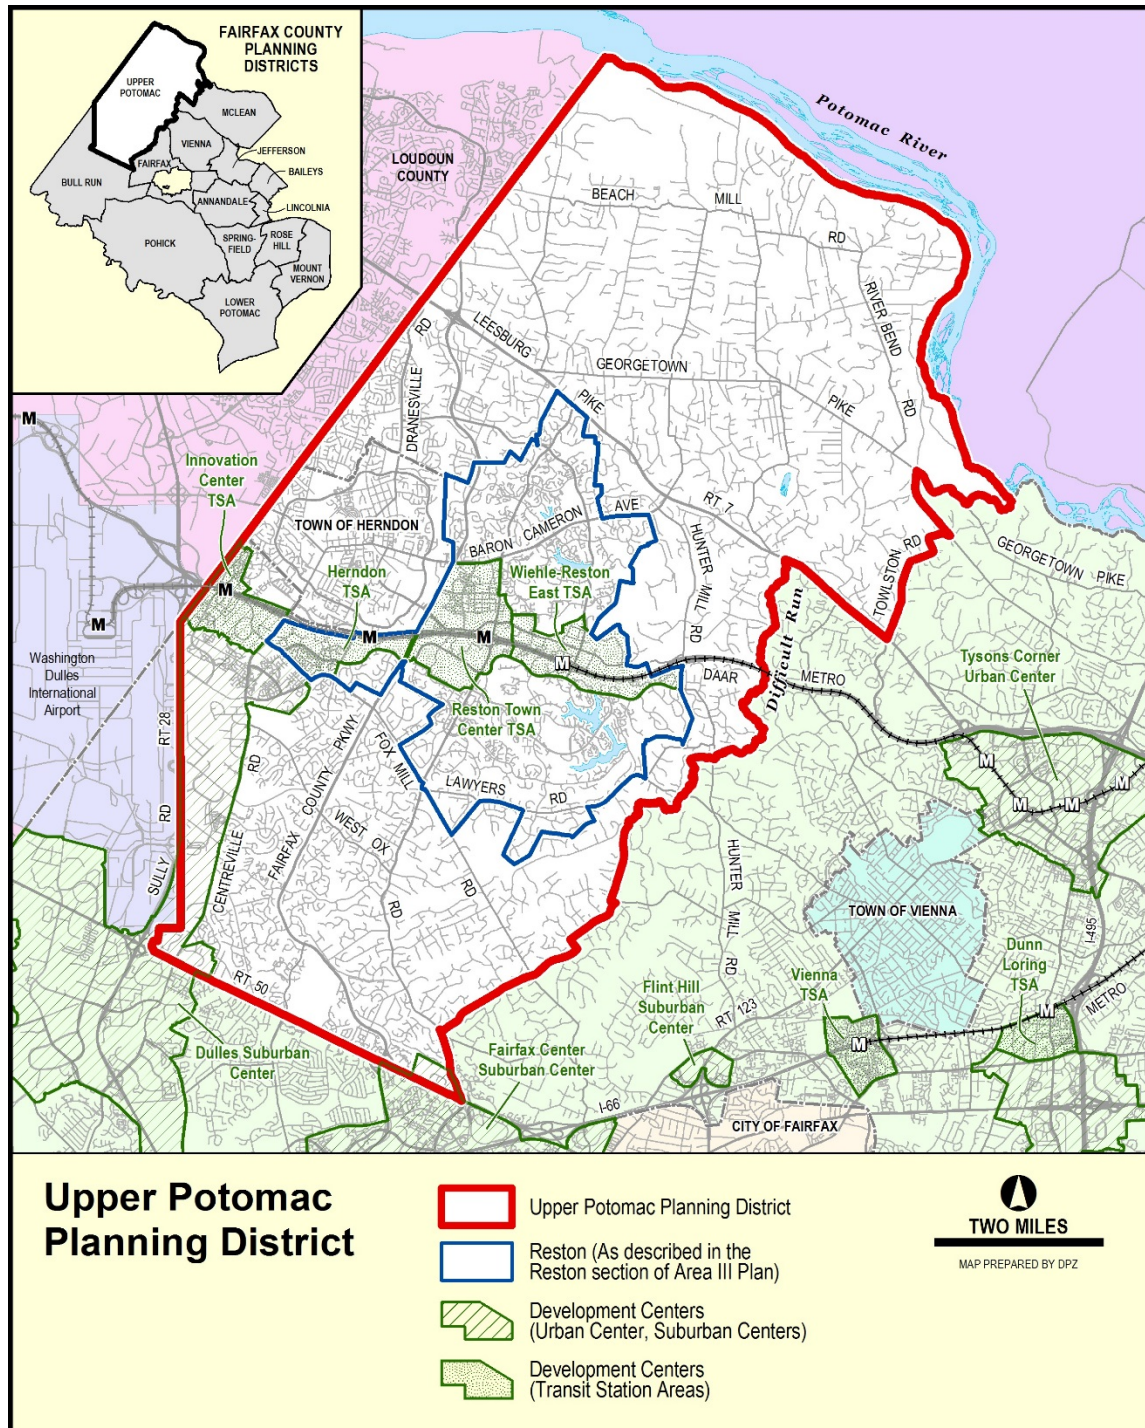 FAIRFAX COUNTY
PLANNING
DISTRICTS
UPPER
POTOMAC
MCLEAN
VIENNA
JEFFERSON
FAIRFAX
BAILEYS
BULL RUN
ANNANDALE
LINCOLNIA
POHICK
SPRING-
FIELD
ROSE
HILL
MOUNT
VERNON
LOWER
POTOMAC
LOUDOUN
COUNTY
Potomac River
BEACH
MILL
RD
RIVER BEND
RD
LEESBURG
PIKE
GEORGETOWN
PIKE
DRANESVILLE
RD
M
Innovation
Center
TSA
TOWN OF HERNDON
BARON CAMERON AVE
RT 7
HUNTER MILL RD
TOWLSTON RD
GEORGETOWN PIKE
Herndon
TSA
Wiehle-Reston
East TSA
M
M
M
M
M
Difficult Run
DAAR
METRO
Washington
Dulles
International
Airport
Reston Town
Center TSA
Tysons Corner
Urban Center
RT 28
SULLY
RD
CENTREVILLE
RD
FAIRFAX COUNTY PKWY
FOX MILL
RD
LAWYERS RD
WEST OX
RD
M
M
M
M
HUNTER MILL RD
TOWN OF VIENNA
I-495
Dunn
Loring
TSA
METRO
M
Vienna
TSA
M
Flint Hill
Suburban
Center
RT 123
RT 50
Dulles Suburban
Center
Fairfax Center
Suburban Center
I-66
CITY OF FAIRFAX
Upper Potomac
Planning District
Upper Potomac Planning District
Reston (As described in the
Reston section of Area III Plan)
Development Centers
(Urban Center, Suburban Centers)
Development Centers
(Transit Station Areas)
TWO MILES
MAP PREPARED BY DPZ